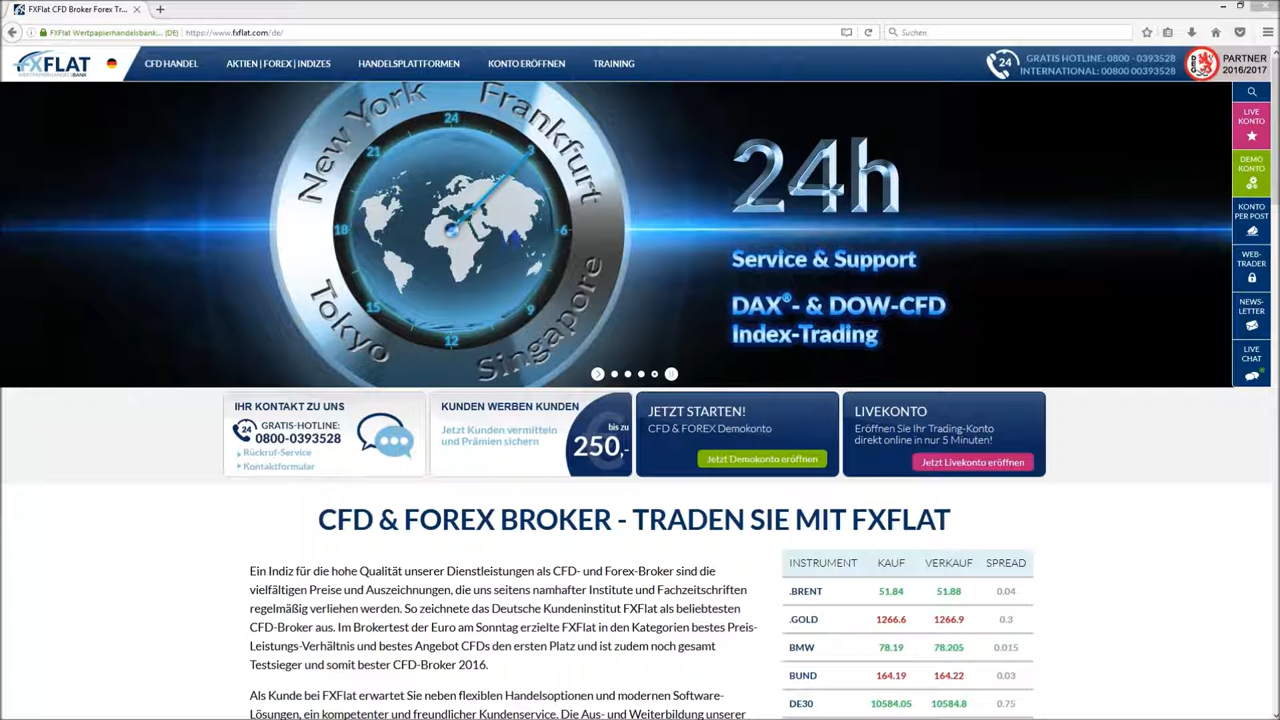 FXFlat CFD Broker Forex Tr...
FXFlat Wertpapierhandelsbank... (DE)
https://www.fxflat.com/de/
Suchen
FXFLAT
WERTPAPIERHANDELSBANK
CFD HANDEL
AKTIEN | FOREX | INDIZES
HANDELSPLATTFORMEN
KONTO ERÖFFNEN
TRAINING
24
GRATIS HOTLINE: 0800 - 0393528
INTERNATIONAL: 00800 00393528
DEG
PARTNER
2016/2017
New York
Frankfurt
Tokyo
Singapore
24
3
6
9
12
15
18
21
24h
Service & Support
DAX®- & DOW-CFD
Index-Trading
LIVE
KONTO
DEMO
KONTO
KONTO
PER POST
WEB-
TRADER
NEWS-
LETTER
LIVE
CHAT
IHR KONTAKT ZU UNS
24
GRATIS-HOTLINE:
0800-0393528
Rückruf-Service
Kontaktformular
KUNDEN WERBEN KUNDEN
Jetzt Kunden vermitteln
und Prämien sichern
bis zu
250,-
JETZT STARTEN!
CFD & FOREX Demokonto
Jetzt Demokonto eröffnen
LIVEKONTO
Eröffnen Sie Ihr Trading-Konto
direkt online in nur 5 Minuten!
Jetzt Livekonto eröffnen
CFD & FOREX BROKER - TRADEN SIE MIT FXFLAT
Ein Indiz für die hohe Qualität unserer Dienstleistungen als CFD- und Forex-Broker sind die
vielfältigen Preise und Auszeichnungen, die uns seitens namhafter Institute und Fachzeitschriften
regelmäßig verliehen werden. So zeichnete das Deutsche Kundeninstitut FXFlat als beliebtesten
CFD-Broker aus. Im Brokertest der Euro am Sonntag erzielte FXFlat in den Kategorien bestes Preis-
Leistungs-Verhältnis und bestes Angebot CFDs den ersten Platz und ist zudem noch gesamt
Testsieger und somit bester CFD-Broker 2016.
Als Kunde bei FXFlat erwartet Sie neben flexiblen Handelsoptionen und modernen Software-
Lösungen, ein kompetenter und freundlicher Kundenservice. Die Aus- und Weiterbildung unserer
INSTRUMENT KAUF VERKAUF SPREAD
.BRENT 51.84 51.88 0.04
.GOLD 1266.6 1266.9 0.3
BMW 78.19 78.205 0.015
BUND 164.19 164.22 0.03
DE30 10584.05 10584.8 0.75